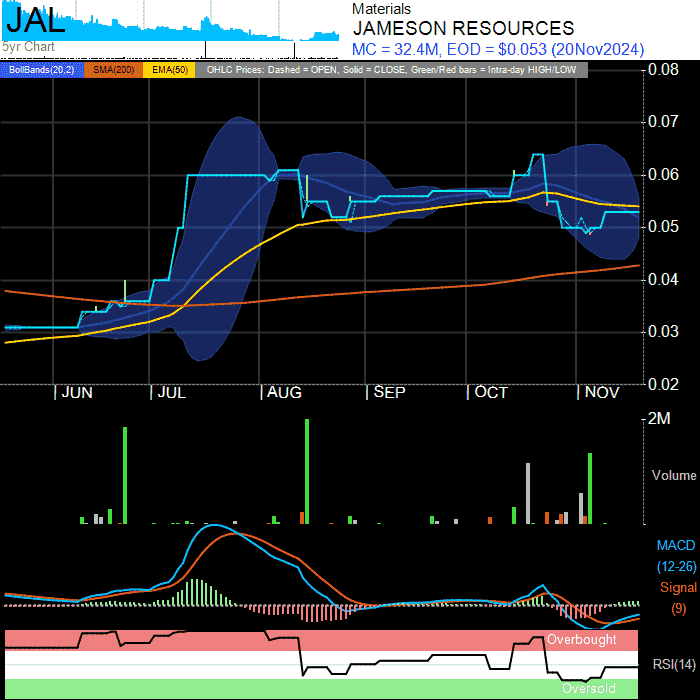 JAL
5yr Chart
Materials
JAMESON RESOURCES
MC = 32.4M, EOD = $0.053 (20Nov2024)
BollBands(20,2) SMA(200) EMA(50) OHLC Prices: Dashed = OPEN, Solid = CLOSE, Green/Red bars = Intra-day HIGH/LOW
0.08
0.07
0.06
0.05
0.04
0.03
0.02
JUN JUL AUG SEP OCT NOV
2M
Volume
MACD
(12-26)
Signal
(9)
Overbought
RSI(14)
Oversold